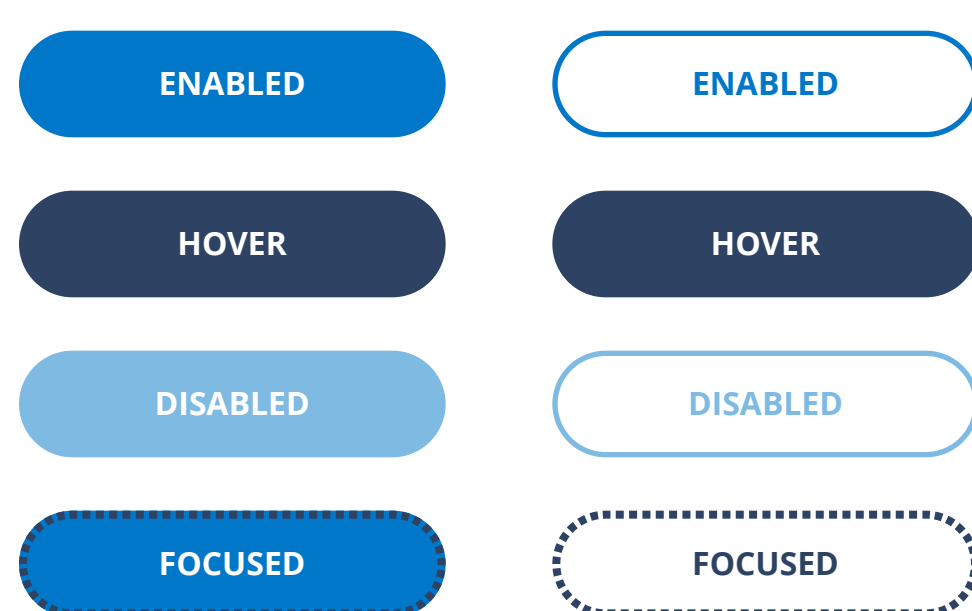 ENABLED
ENABLED
HOVER
HOVER
DISABLED
DISABLED
FOCUSED
FOCUSED